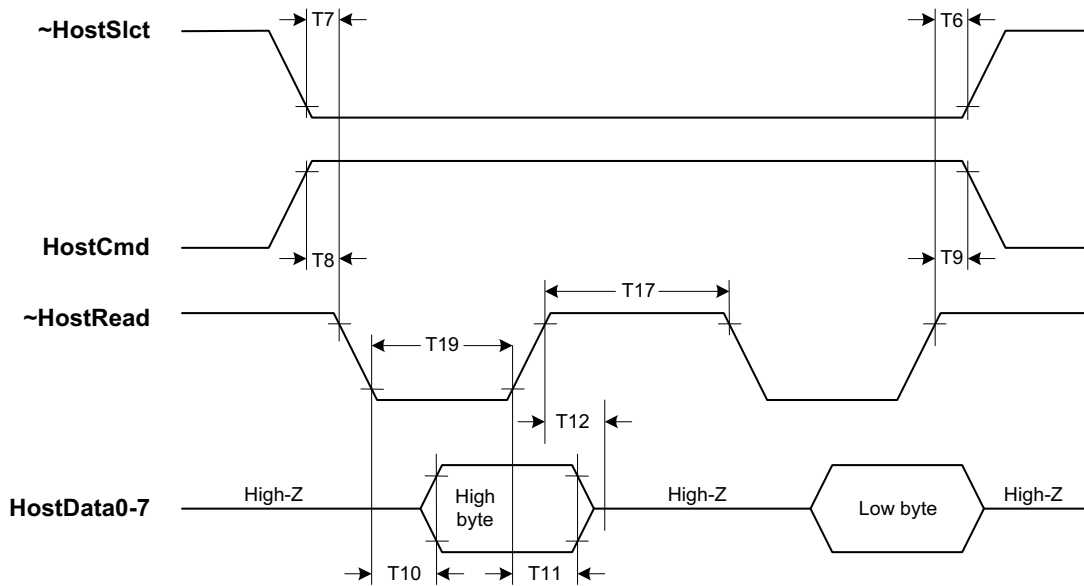 ~HostSlct
T7
T6
HostCmd
T8
T9
~HostRead
T17
T19
T12
HostData0-7
High-Z
High
byte
High-Z
Low byte
High-Z
T10
T11